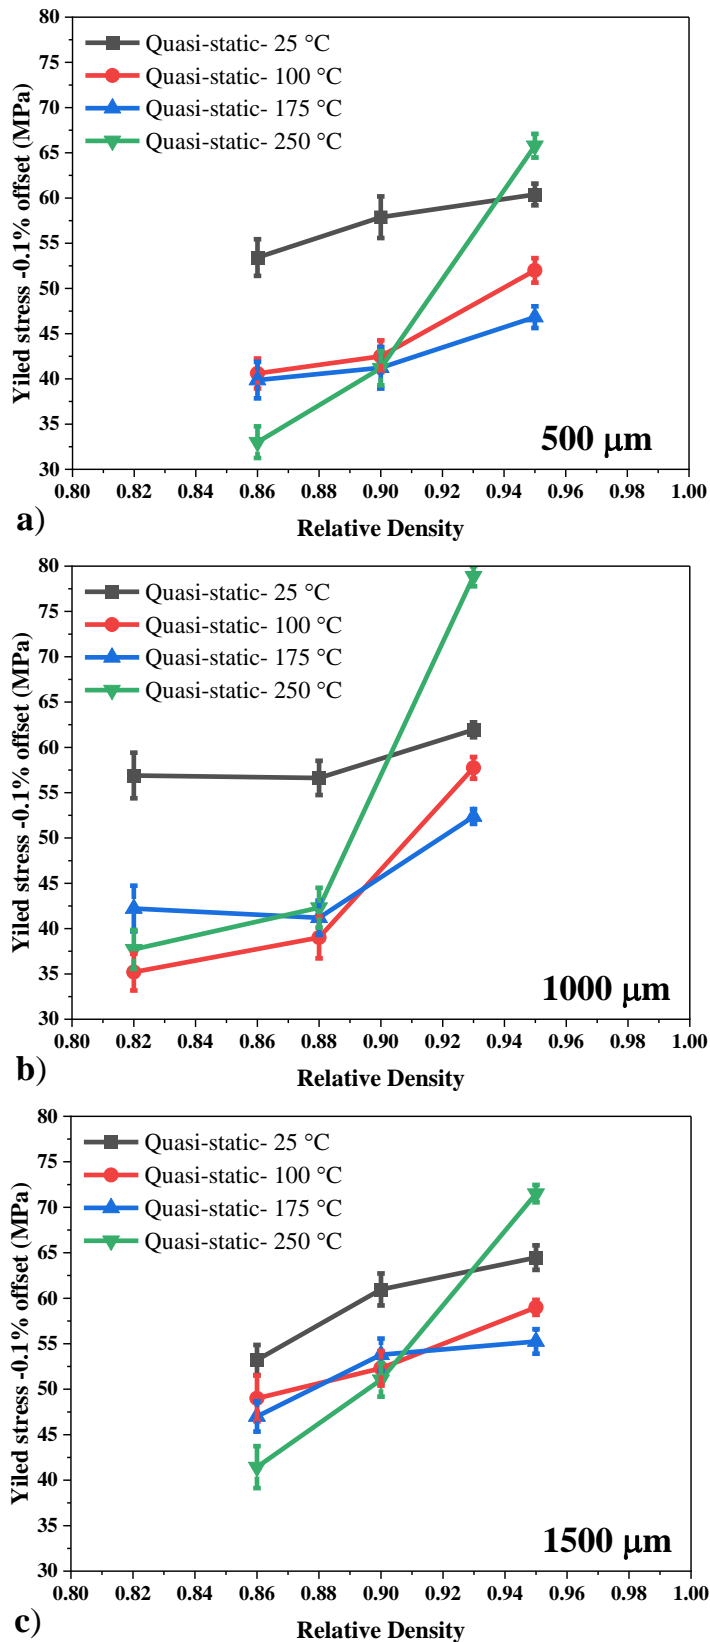 80
75
70
65
60
55
50
45
40
35
30
Yiled stress -0.1% offset (MPa)
Quasi-static- 25 °C
Quasi-static- 100 °C
Quasi-static- 175 °C
Quasi-static- 250 °C
500 μm
0.80 0.82 0.84 0.86 0.88 0.90 0.92 0.94 0.96 0.98 1.00
Relative Density
a)
80
75
70
65
60
55
50
45
40
35
30
Yiled stress -0.1% offset (MPa)
Quasi-static- 25 °C
Quasi-static- 100 °C
Quasi-static- 175 °C
Quasi-static- 250 °C
1000 μm
0.80 0.82 0.84 0.86 0.88 0.90 0.92 0.94 0.96 0.98 1.00
Relative Density
b)
80
75
70
65
60
55
50
45
40
35
30
Yiled stress -0.1% offset (MPa)
Quasi-static- 25 °C
Quasi-static- 100 °C
Quasi-static- 175 °C
Quasi-static- 250 °C
1500 μm
0.80 0.82 0.84 0.86 0.88 0.90 0.92 0.94 0.96 0.98 1.00
Relative Density
c)